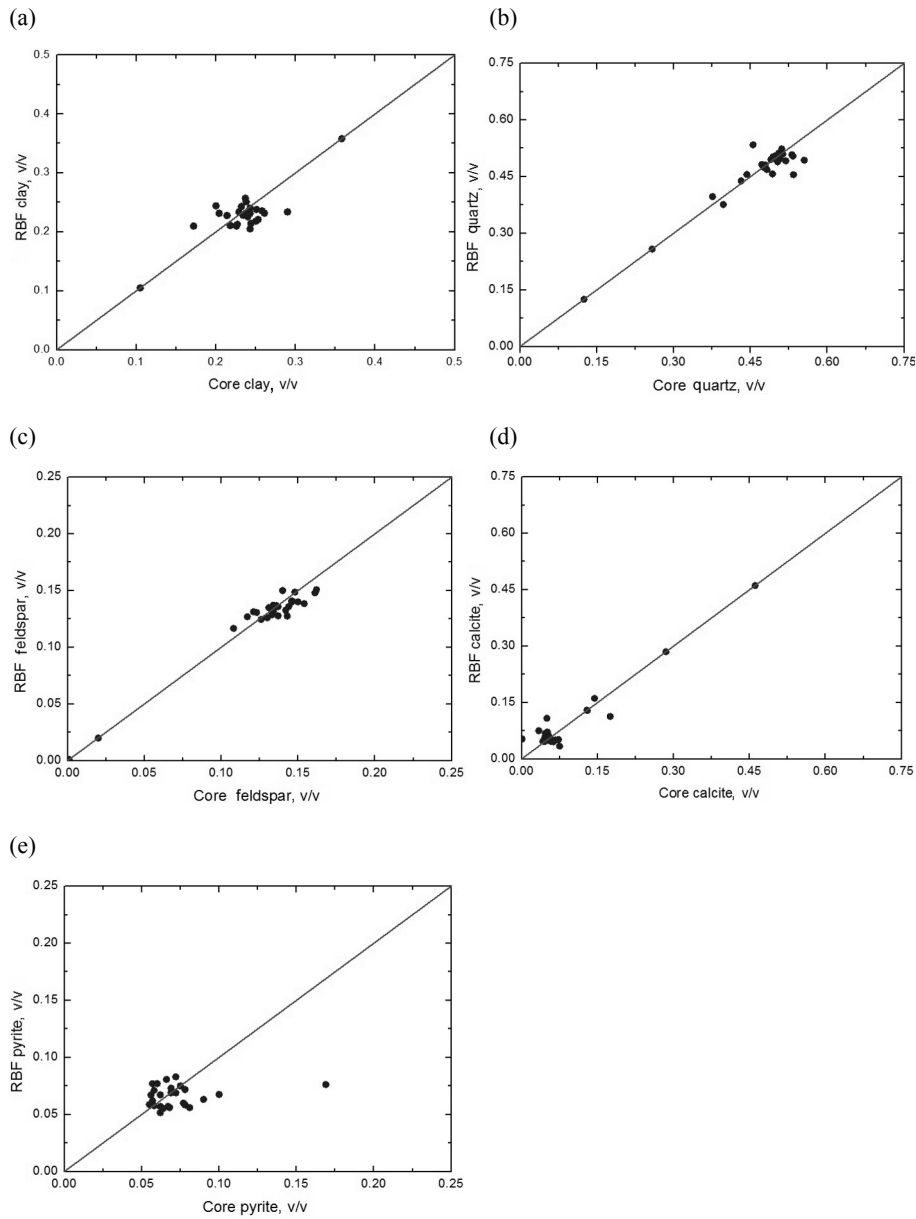 (a)
0.5
0.4
0.3
0.2
0.1
0.0
RBF clay, v/v
0.0 0.1 0.2 0.3 0.4 0.5
Core clay, v/v
(b)
0.75
0.60
0.45
0.30
0.15
0.00
RBF quartz, v/v
0.00 0.15 0.30 0.45 0.60 0.75
Core quartz, v/v
(c)
0.25
0.20
0.15
0.10
0.05
0.00
RBF feldspar, v/v
0.00 0.05 0.10 0.15 0.20 0.25
Core feldspar, v/v
(d)
0.75
0.60
0.45
0.30
0.15
0.00
RBF calcite, v/v
0.00 0.15 0.30 0.45 0.60 0.75
Core calcite, v/v
(e)
0.25
0.20
0.15
0.10
0.05
0.00
RBF pyrite, v/v
0.00 0.05 0.10 0.15 0.20 0.25
Core pyrite, v/v